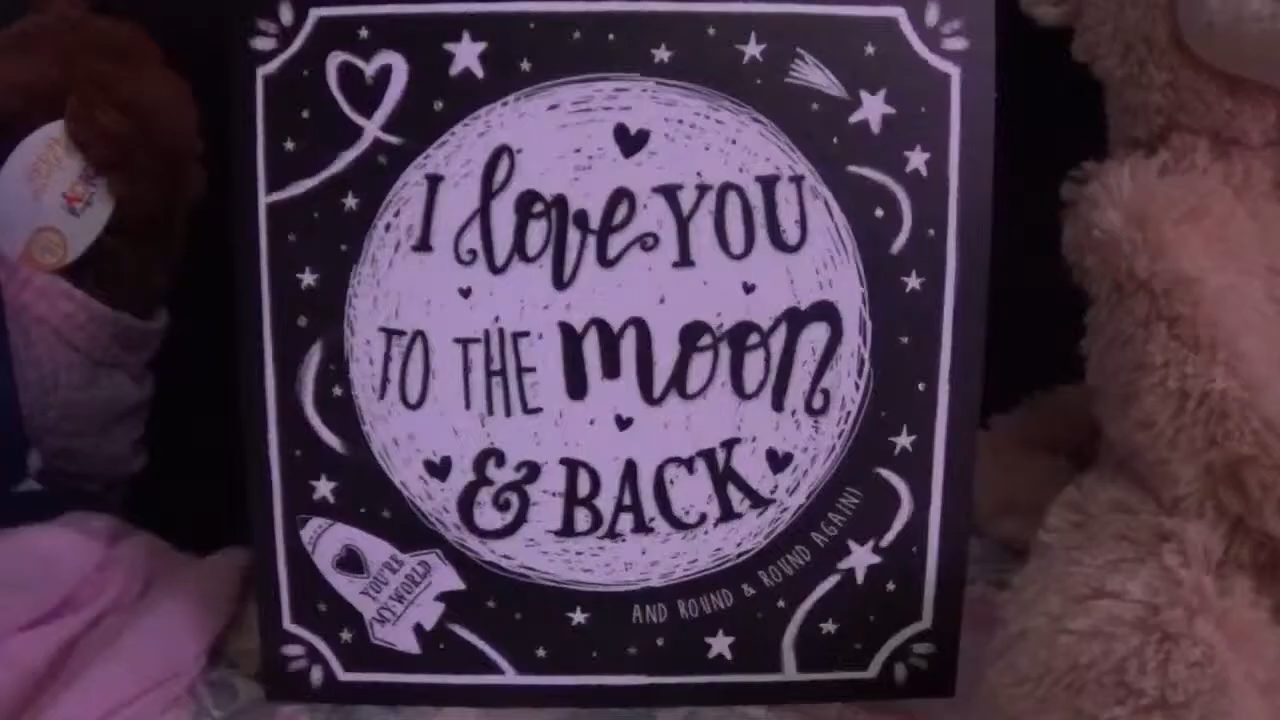 I love YOU
TO THE moon
& BACK
AND ROUND & ROUND AGAIN!
YOU'RE
MY WORLD